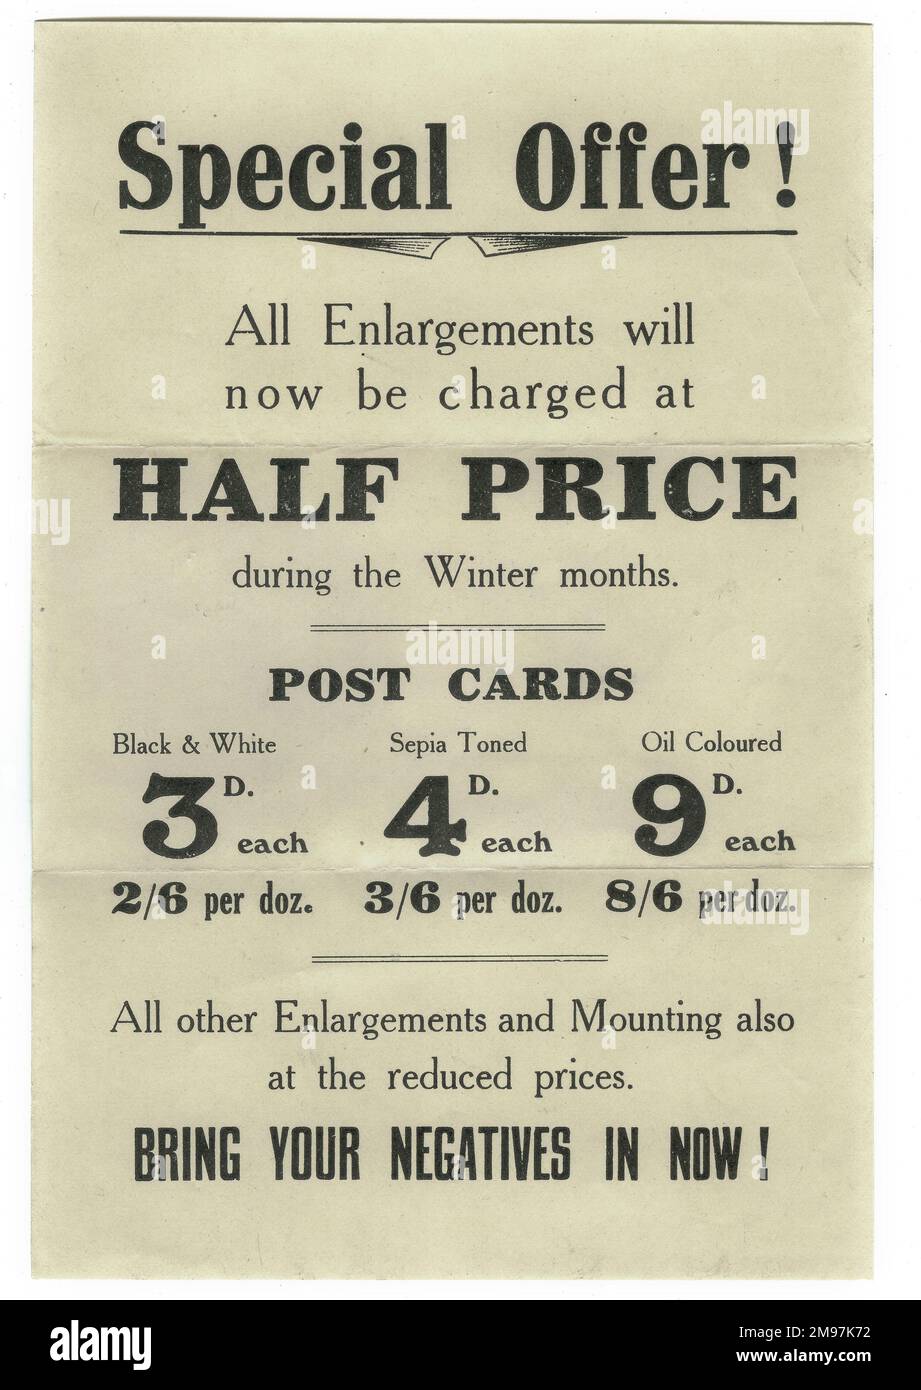 Special Offer!
All Enlargements will
now be charged at
HALF PRICE
during the Winter months.
POST CARDS
Black & White Sepia Toned Oil Coloured
3D. each 4D. each 9D. each
2/6 per doz. 3/6 per doz. 8/6 per doz.
All other Enlargements and Mounting also
at the reduced prices.
BRING YOUR NEGATIVES IN NOW!
alamy
Image ID: 2M97K72
www.alamy.com